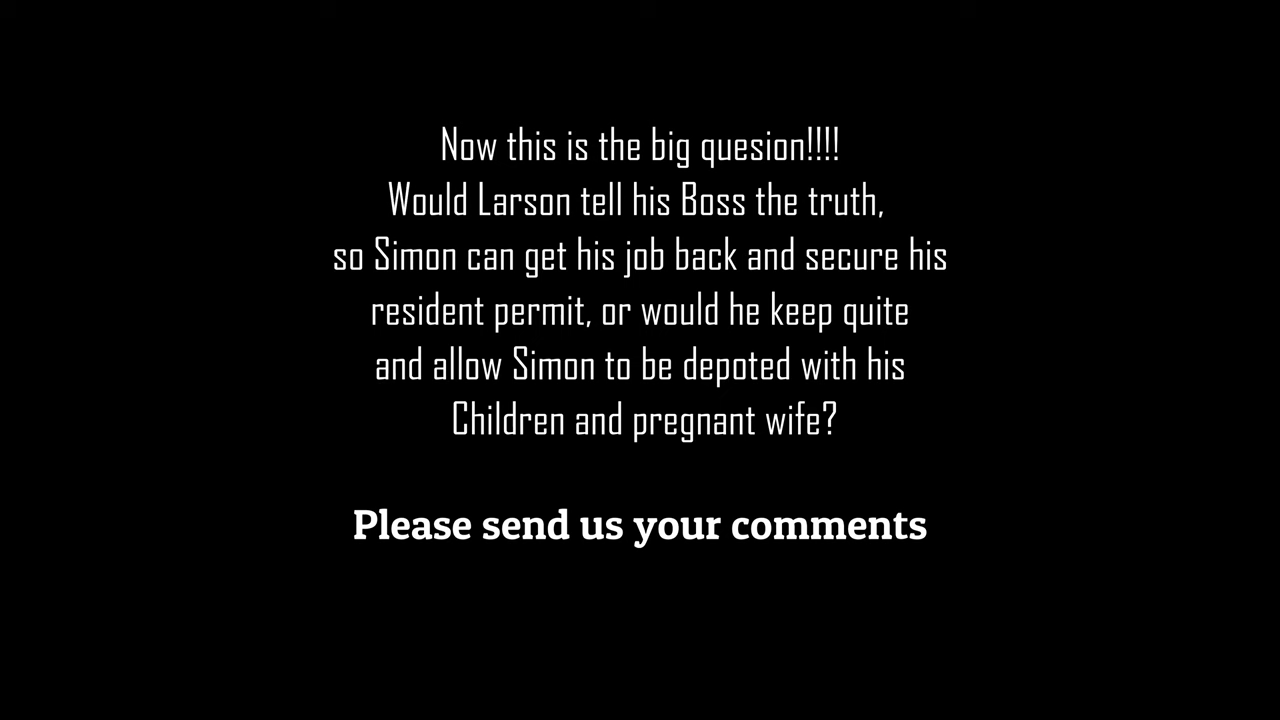 Now this is the big quesion!!!!
Would Larson tell his Boss the truth,
so Simon can get his job back and secure his
resident permit, or would he keep quite
and allow Simon to be depoted with his
Children and pregnant wife?
Please send us your comments